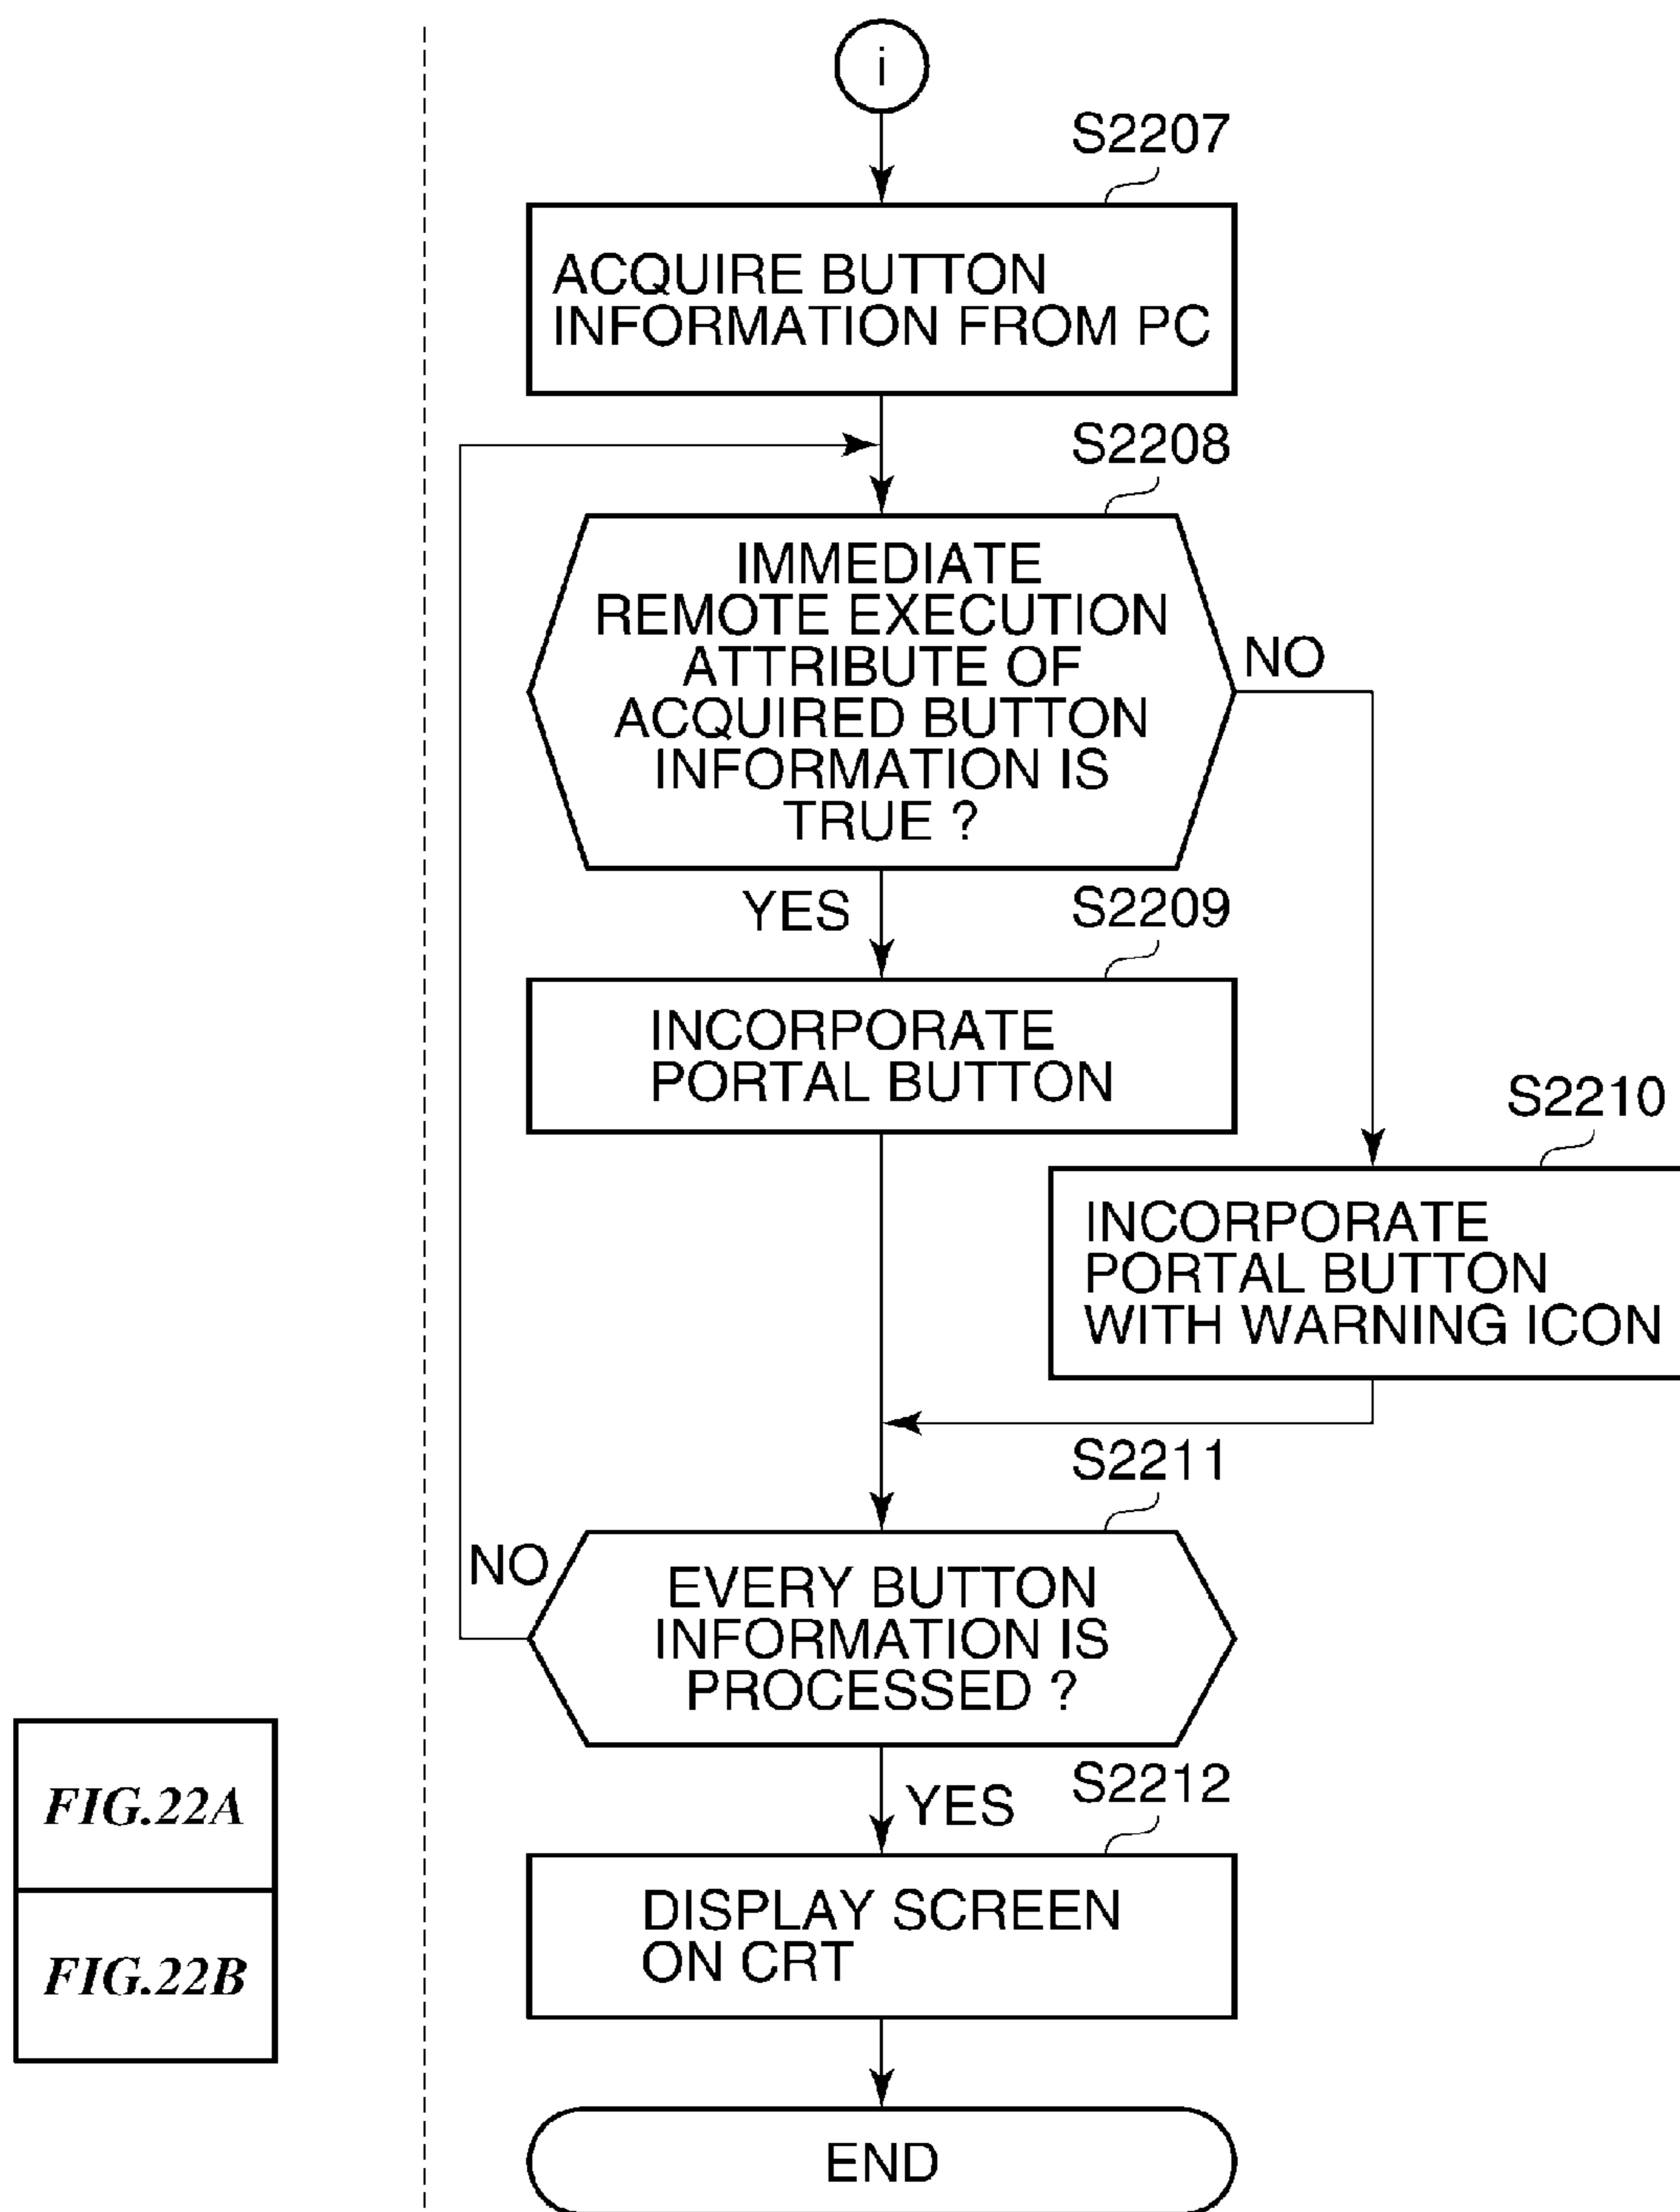 i
S2207
ACQUIRE BUTTON
INFORMATION FROM PC
S2208
IMMEDIATE
REMOTE EXECUTION
ATTRIBUTE OF
ACQUIRED BUTTON
INFORMATION IS
TRUE ?
NO
YES
S2209
INCORPORATE
PORTAL BUTTON
S2210
INCORPORATE
PORTAL BUTTON
WITH WARNING ICON
S2211
NO
EVERY BUTTON
INFORMATION IS
PROCESSED ?
YES
S2212
DISPLAY SCREEN
ON CRT
END
FIG.22A
FIG.22B